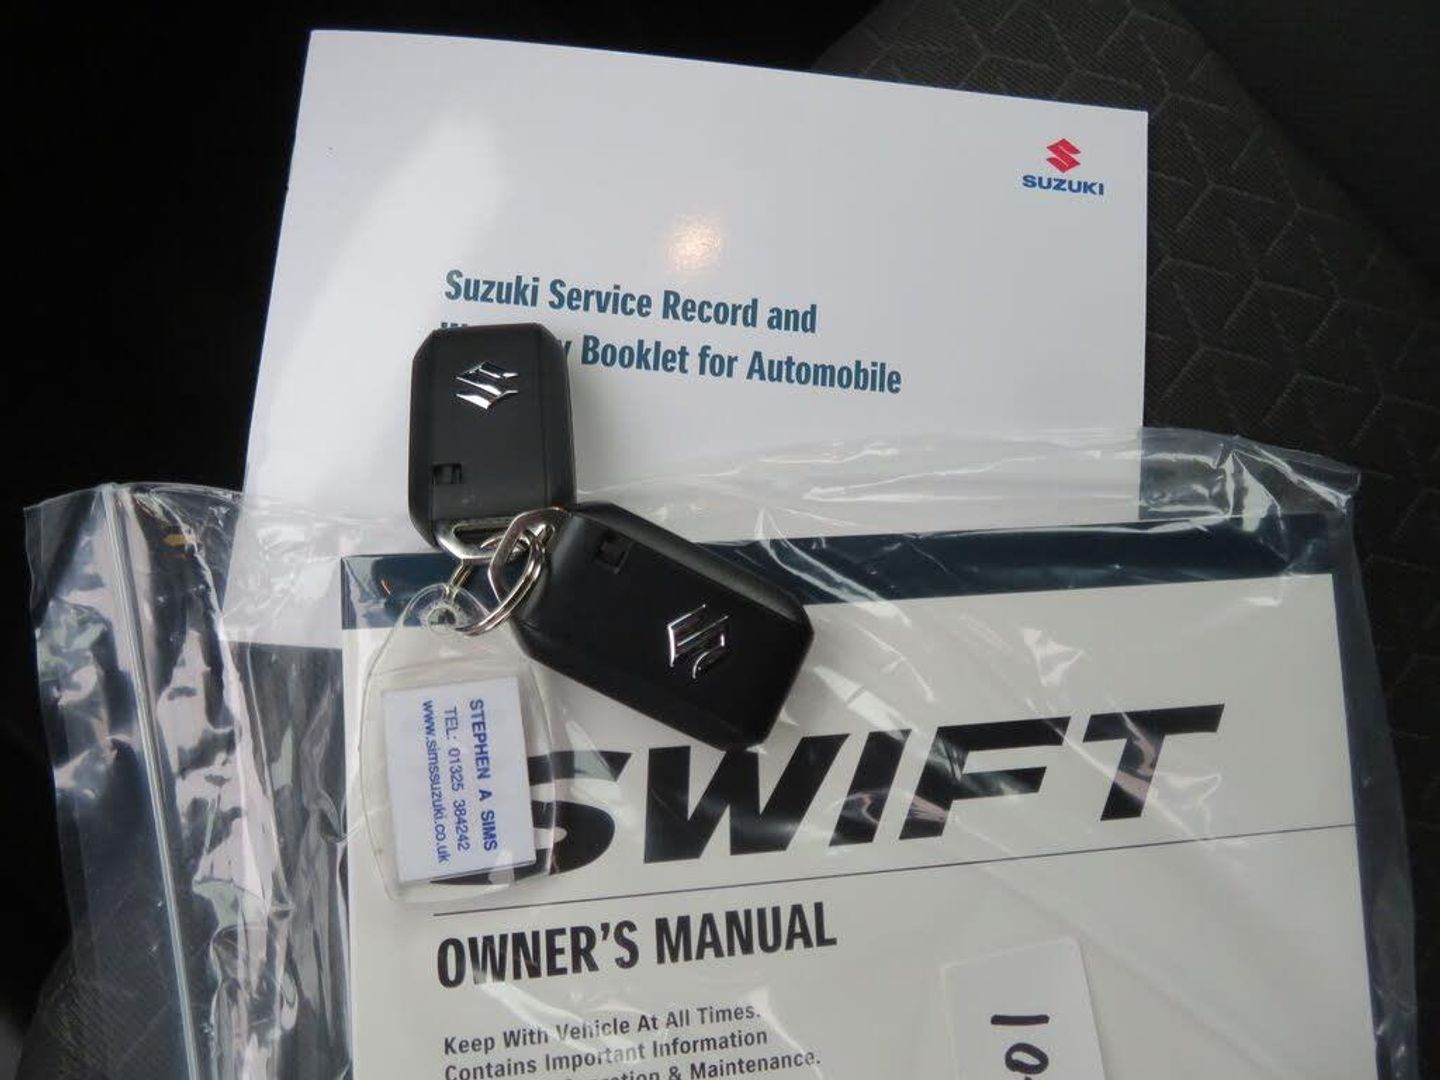 SUZUKI
Suzuki Service Record and
Booklet for Automobile
STEPHEN A SIMS
TEL: 01325 384242
www.simssuzuki.co.uk
SWIFT
OWNER'S MANUAL
Keep With Vehicle At All Times.
Contains Important Information
& Maintenance.